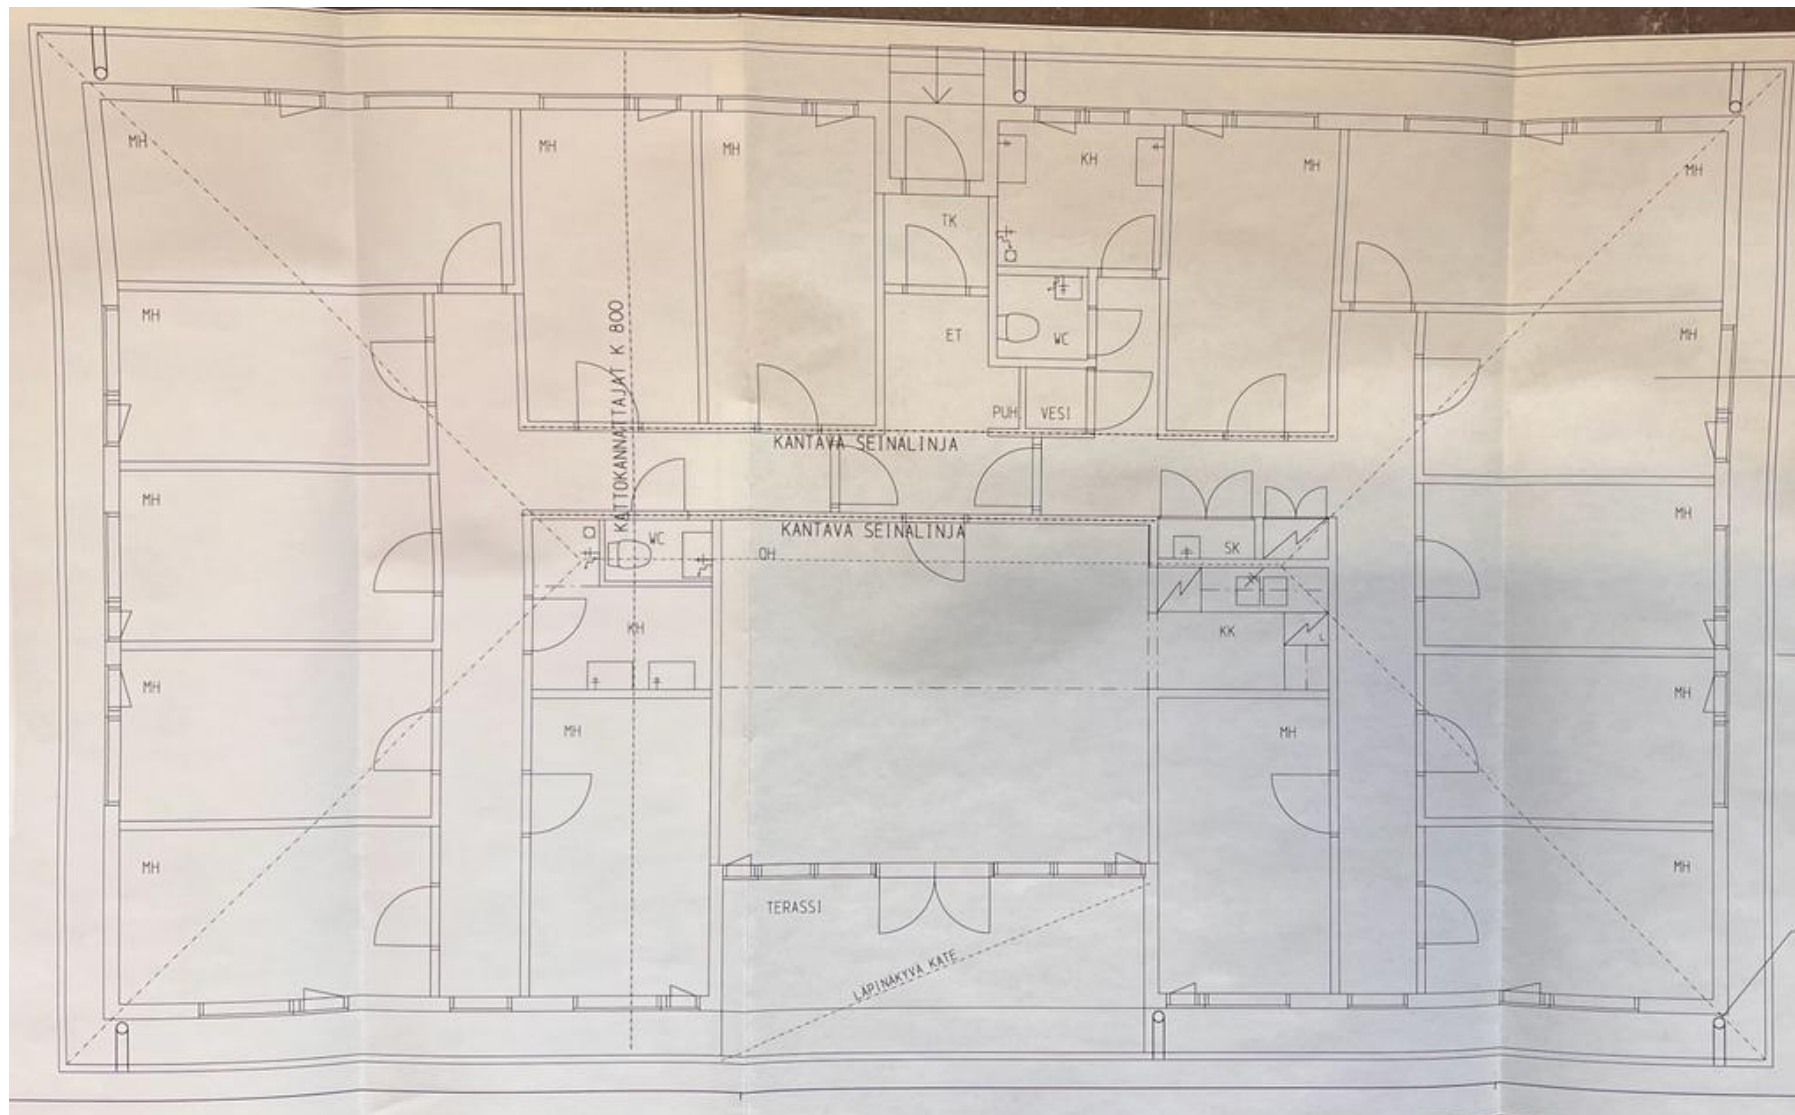 MH
MH
MH
KH
MH
MH
TK
MH
ET
WC
MH
KATTOKANNATTAJAT K 800
PUH
VESI
KANTAVA SEINALINJA
MH
MH
KANTAVA SEINALINJA
WC
OH
SK
KH
KK
L
MH
MH
MH
MH
MH
MH
TERASSI
LAPINAKYVA KATE